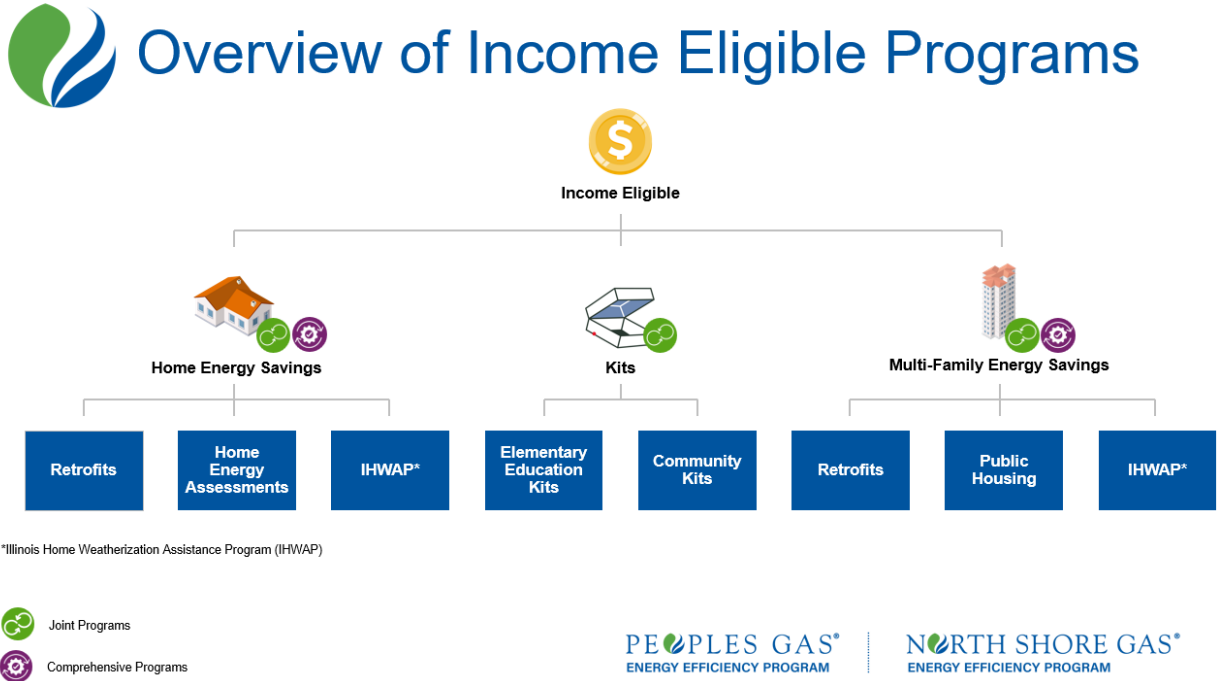 Overview of Income Eligible Programs
$
Income Eligible
Home Energy Savings
Kits
Multi-Family Energy Savings
Retrofits
Home
Energy
Assessments
IHWAP*
Elementary
Education
Kits
Community
Kits
Retrofits
Public
Housing
IHWAP*
*Illinois Home Weatherization Assistance Program (IHWAP)
Joint Programs
Comprehensive Programs
PEOPLES GAS®
ENERGY EFFICIENCY PROGRAM
NORTH SHORE GAS®
ENERGY EFFICIENCY PROGRAM